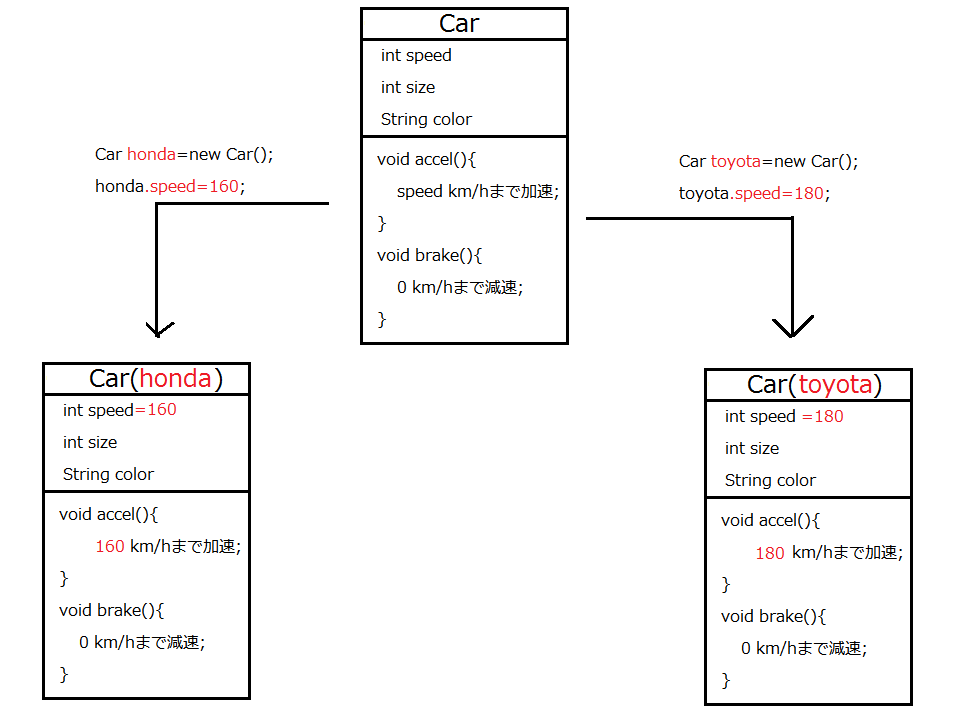 Car
int speed
int size
String color
void accel(){
speed km/hまで加速;
}
void brake(){
0 km/hまで減速;
}
Car honda=new Car();
honda.speed=160;
Car toyota=new Car();
toyota.speed=180;
Car(honda)
int speed=160
int size
String color
void accel(){
160 km/hまで加速;
}
void brake(){
0 km/hまで減速;
}
Car(toyota)
int speed =180
int size
String color
void accel(){
180 km/hまで加速;
}
void brake(){
0 km/hまで減速;
}